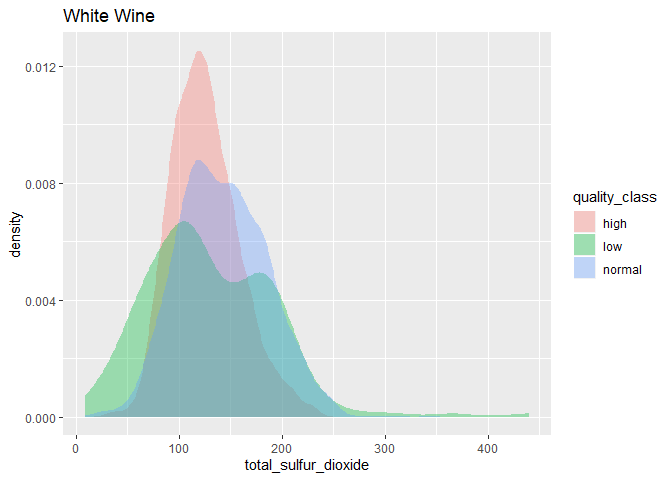 White Wine
0.012
0.008
0.004
0.000
density
0
100
200
300
400
total_sulfur_dioxide
quality_class
high
low
normal